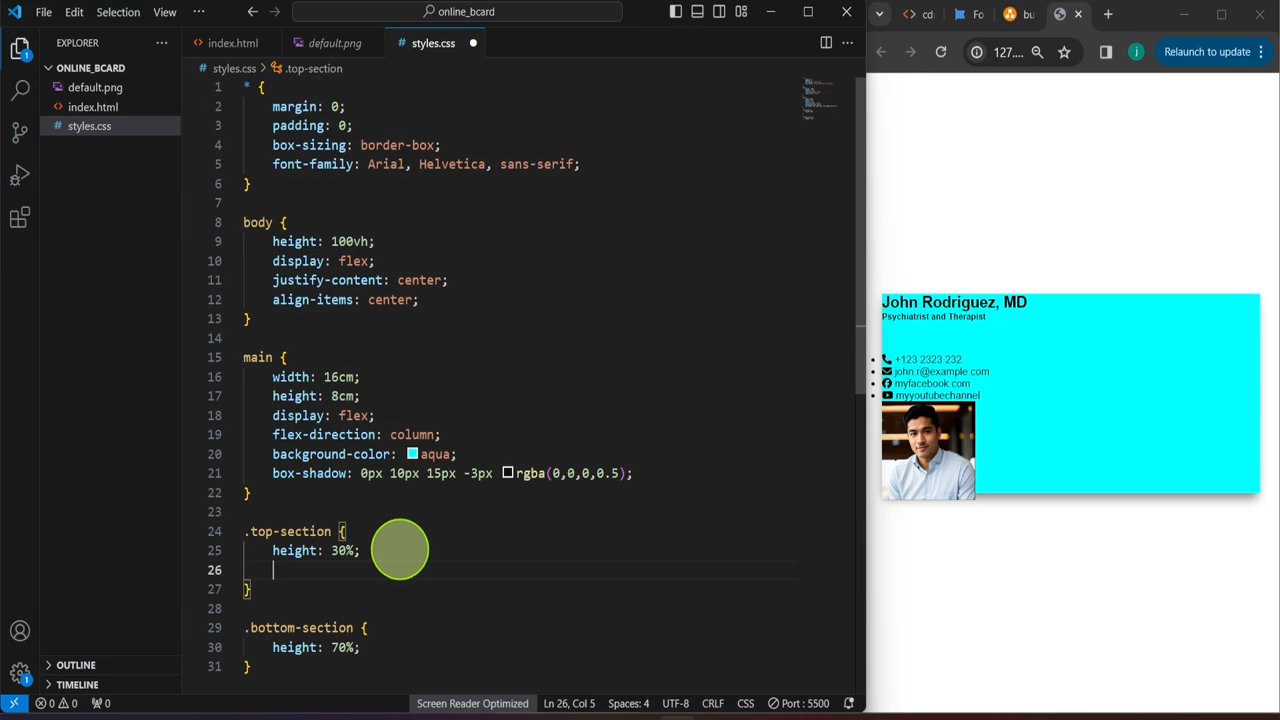 File Edit Selection View ··· online_bcard
EXPLORER ···
ONLINE_BCARD
default.png
index.html
styles.css
OUTLINE
TIMELINE
index.html default.png styles.css
styles.css > .top-section
1 * {
2 margin: 0;
3 padding: 0;
4 box-sizing: border-box;
5 font-family: Arial, Helvetica, sans-serif;
6 }
7
8 body {
9 height: 100vh;
10 display: flex;
11 justify-content: center;
12 align-items: center;
13 }
14
15 main {
16 width: 16cm;
17 height: 8cm;
18 display: flex;
19 flex-direction: column;
20 background-color: aqua;
21 box-shadow: 0px 10px 15px -3px rgba(0,0,0,0.5);
22 }
23
24 .top-section {
25 height: 30%;
26
27 }
28
29 .bottom-section {
30 height: 70%;
31 }
0 0 0 Screen Reader Optimized Ln 26, Col 5 Spaces: 4 UTF-8 CRLF CSS Port : 5500
cd Fo bu
127.... i Relaunch to update
John Rodriguez, MD
Psychiatrist and Therapist
+123 2323 232
john.r@example.com
myfacebook.com
myyoutubechannel